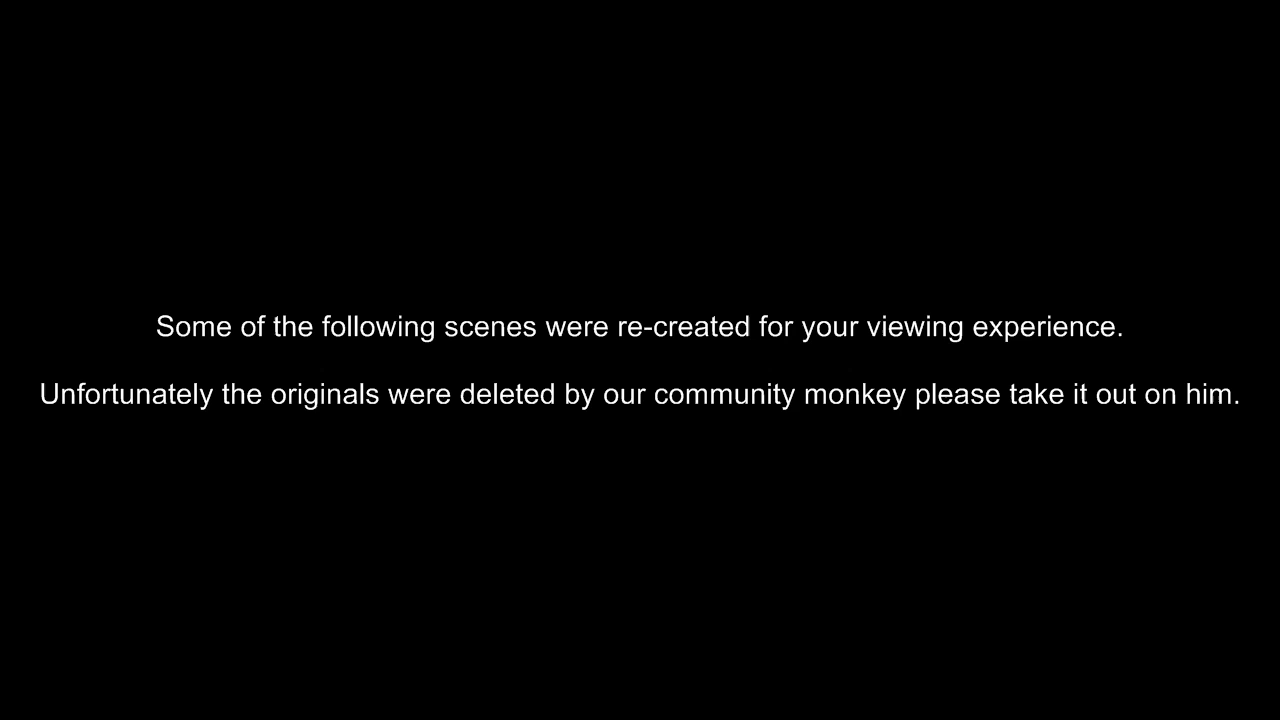 Some of the following scenes were re-created for your viewing experience.
Unfortunately the originals were deleted by our community monkey please take it out on him.